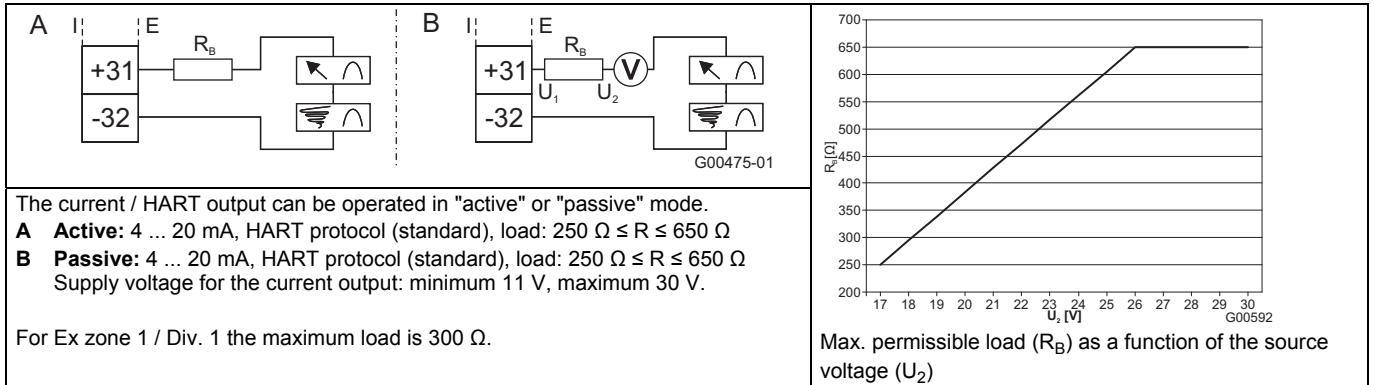 A I E
R_B
+31
-32
B I E
R_B
+31
V
U₁ U₂
-32
G00475-01
The current / HART output can be operated in "active" or "passive" mode.
A Active: 4 ... 20 mA, HART protocol (standard), load: 250 Ω ≤ R ≤ 650 Ω
B Passive: 4 ... 20 mA, HART protocol (standard), load: 250 Ω ≤ R ≤ 650 Ω
Supply voltage for the current output: minimum 11 V, maximum 30 V.
For Ex zone 1 / Div. 1 the maximum load is 300 Ω.
700
650
600
550
500
450
400
350
300
250
200
R_B[Ω]
17 18 19 20 21 22 23 24 25 26 27 28 29 30
U₂ [V]
G00592
Max. permissible load (R_B) as a function of the source
voltage (U₂)